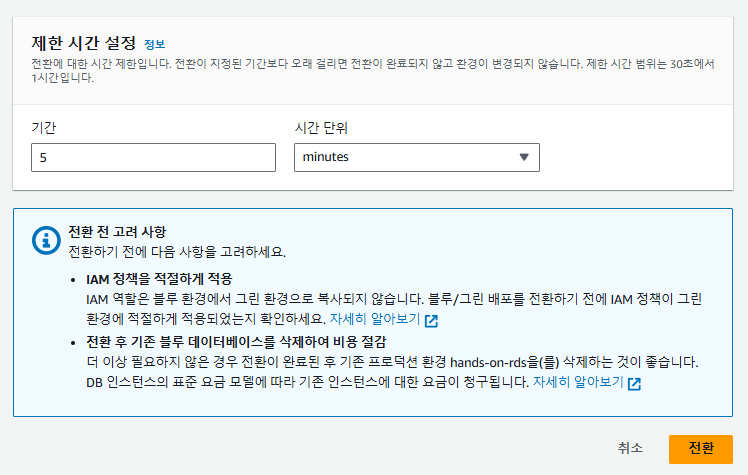 제한 시간 설정 정보
전환에 대한 시간 제한입니다. 전환이 지정된 기간보다 오래 걸리면 전환이 완료되지 않고 환경이 변경되지 않습니다. 제한 시간 범위는 30초에서
1시간입니다.
기간
시간 단위
5
minutes
전환 전 고려 사항
전환하기 전에 다음 사항을 고려하세요.
• IAM 정책을 적절하게 적용
IAM 역할은 블루 환경에서 그린 환경으로 복사되지 않습니다. 블루/그린 배포를 전환하기 전에 IAM 정책이 그린
환경에 적절하게 적용되었는지 확인하세요. 자세히 알아보기
• 전환 후 기존 블루 데이터베이스를 삭제하여 비용 절감
더 이상 필요하지 않은 경우 전환이 완료된 후 기존 프로덕션 환경 hands-on-rds을(를) 삭제하는 것이 좋습니다.
DB 인스턴스의 표준 요금 모델에 따라 기존 인스턴스에 대한 요금이 청구됩니다. 자세히 알아보기
취소
전환